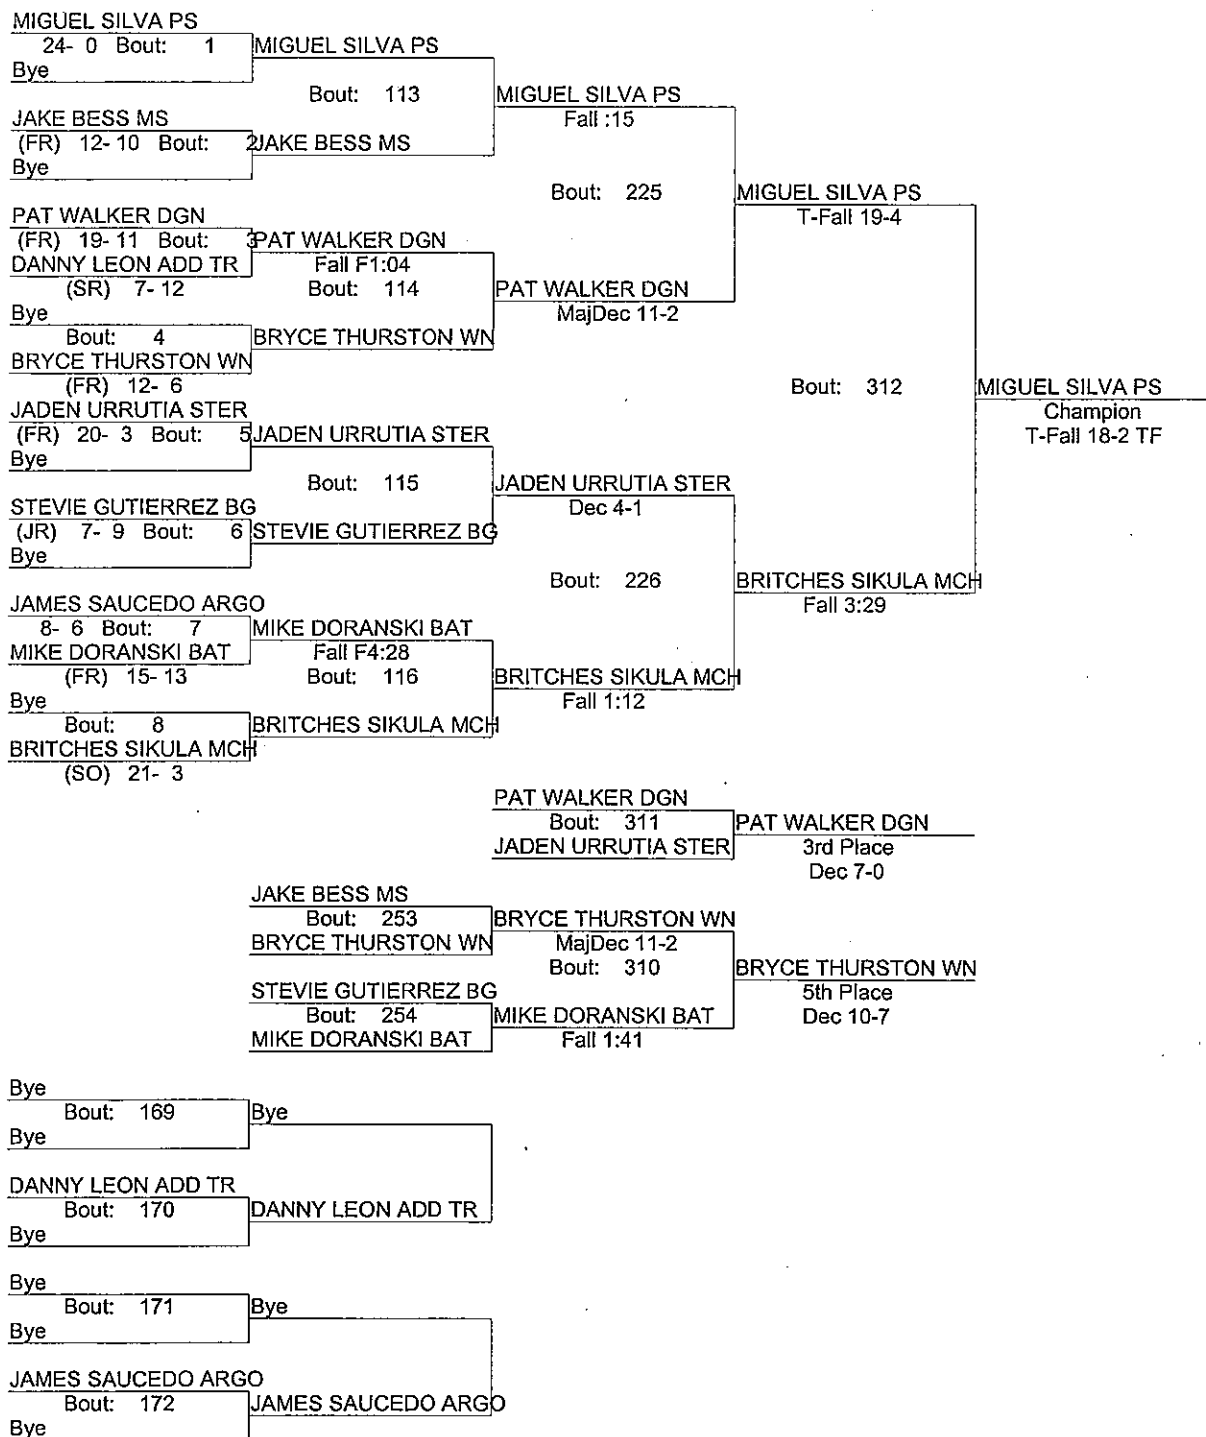 MIGUEL SILVA PS
24- 0 Bout: 1
Bye
MIGUEL SILVA PS
Bout: 113
JAKE BESS MS
(FR) 12- 10 Bout: 2
Bye
JAKE BESS MS
MIGUEL SILVA PS
Fall :15
Bout: 225
PAT WALKER DGN
(FR) 19- 11 Bout: 3
DANNY LEON ADD TR
(SR) 7- 12
PAT WALKER DGN
Fall F1:04
Bout: 114
Bye
Bout: 4
BRYCE THURSTON WN
(FR) 12- 6
BRYCE THURSTON WN
PAT WALKER DGN
MajDec 11-2
MIGUEL SILVA PS
T-Fall 19-4
Bout: 312
MIGUEL SILVA PS
Champion
T-Fall 18-2 TF
JADEN URRUTIA STER
(FR) 20- 3 Bout: 5
Bye
JADEN URRUTIA STER
Bout: 115
STEVIE GUTIERREZ BG
(JR) 7- 9 Bout: 6
Bye
STEVIE GUTIERREZ BG
JADEN URRUTIA STER
Dec 4-1
Bout: 226
BRITCHES SIKULA MCH
Fall 3:29
JAMES SAUCEDO ARGO
8- 6 Bout: 7
MIKE DORANSKI BAT
(FR) 15- 13
MIKE DORANSKI BAT
Fall F4:28
Bout: 116
Bye
Bout: 8
BRITCHES SIKULA MCH
(SO) 21- 3
BRITCHES SIKULA MCH
BRITCHES SIKULA MCH
Fall 1:12
PAT WALKER DGN
Bout: 311
JADEN URRUTIA STER
PAT WALKER DGN
3rd Place
Dec 7-0
JAKE BESS MS
Bout: 253
BRYCE THURSTON WN
BRYCE THURSTON WN
MajDec 11-2
Bout: 310
STEVIE GUTIERREZ BG
Bout: 254
MIKE DORANSKI BAT
MIKE DORANSKI BAT
Fall 1:41
BRYCE THURSTON WN
5th Place
Dec 10-7
Bye
Bout: 169
Bye
Bye
DANNY LEON ADD TR
Bout: 170
Bye
DANNY LEON ADD TR
Bye
Bout: 171
Bye
Bye
JAMES SAUCEDO ARGO
Bout: 172
Bye
JAMES SAUCEDO ARGO